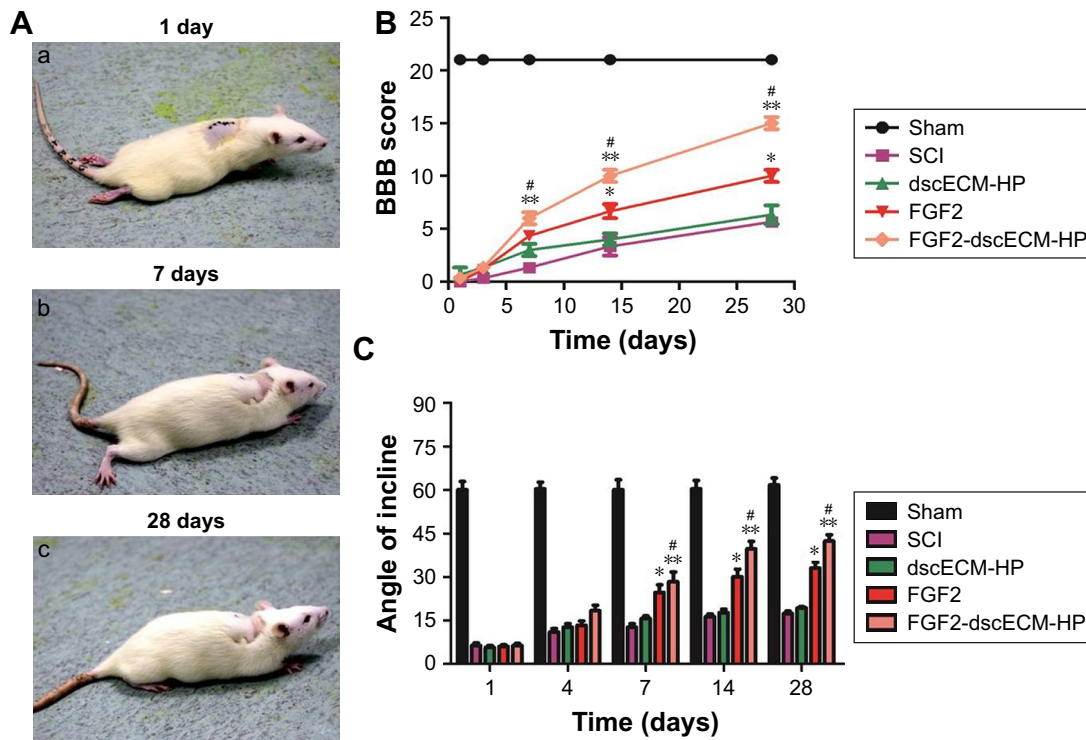 A
1 day
a
7 days
b
28 days
c
B
25
20
15
10
5
0
BBB score
0 5 10 15 20 25 30
Time (days)
#
**
#
**
*
#
**
*
Sham
SCI
dscECM-HP
FGF2
FGF2-dscECM-HP
C
90
75
60
45
30
15
0
Angle of incline
1 4 7 14 28
Time (days)
*
#
**
*
#
**
*
#
**
Sham
SCI
dscECM-HP
FGF2
FGF2-dscECM-HP